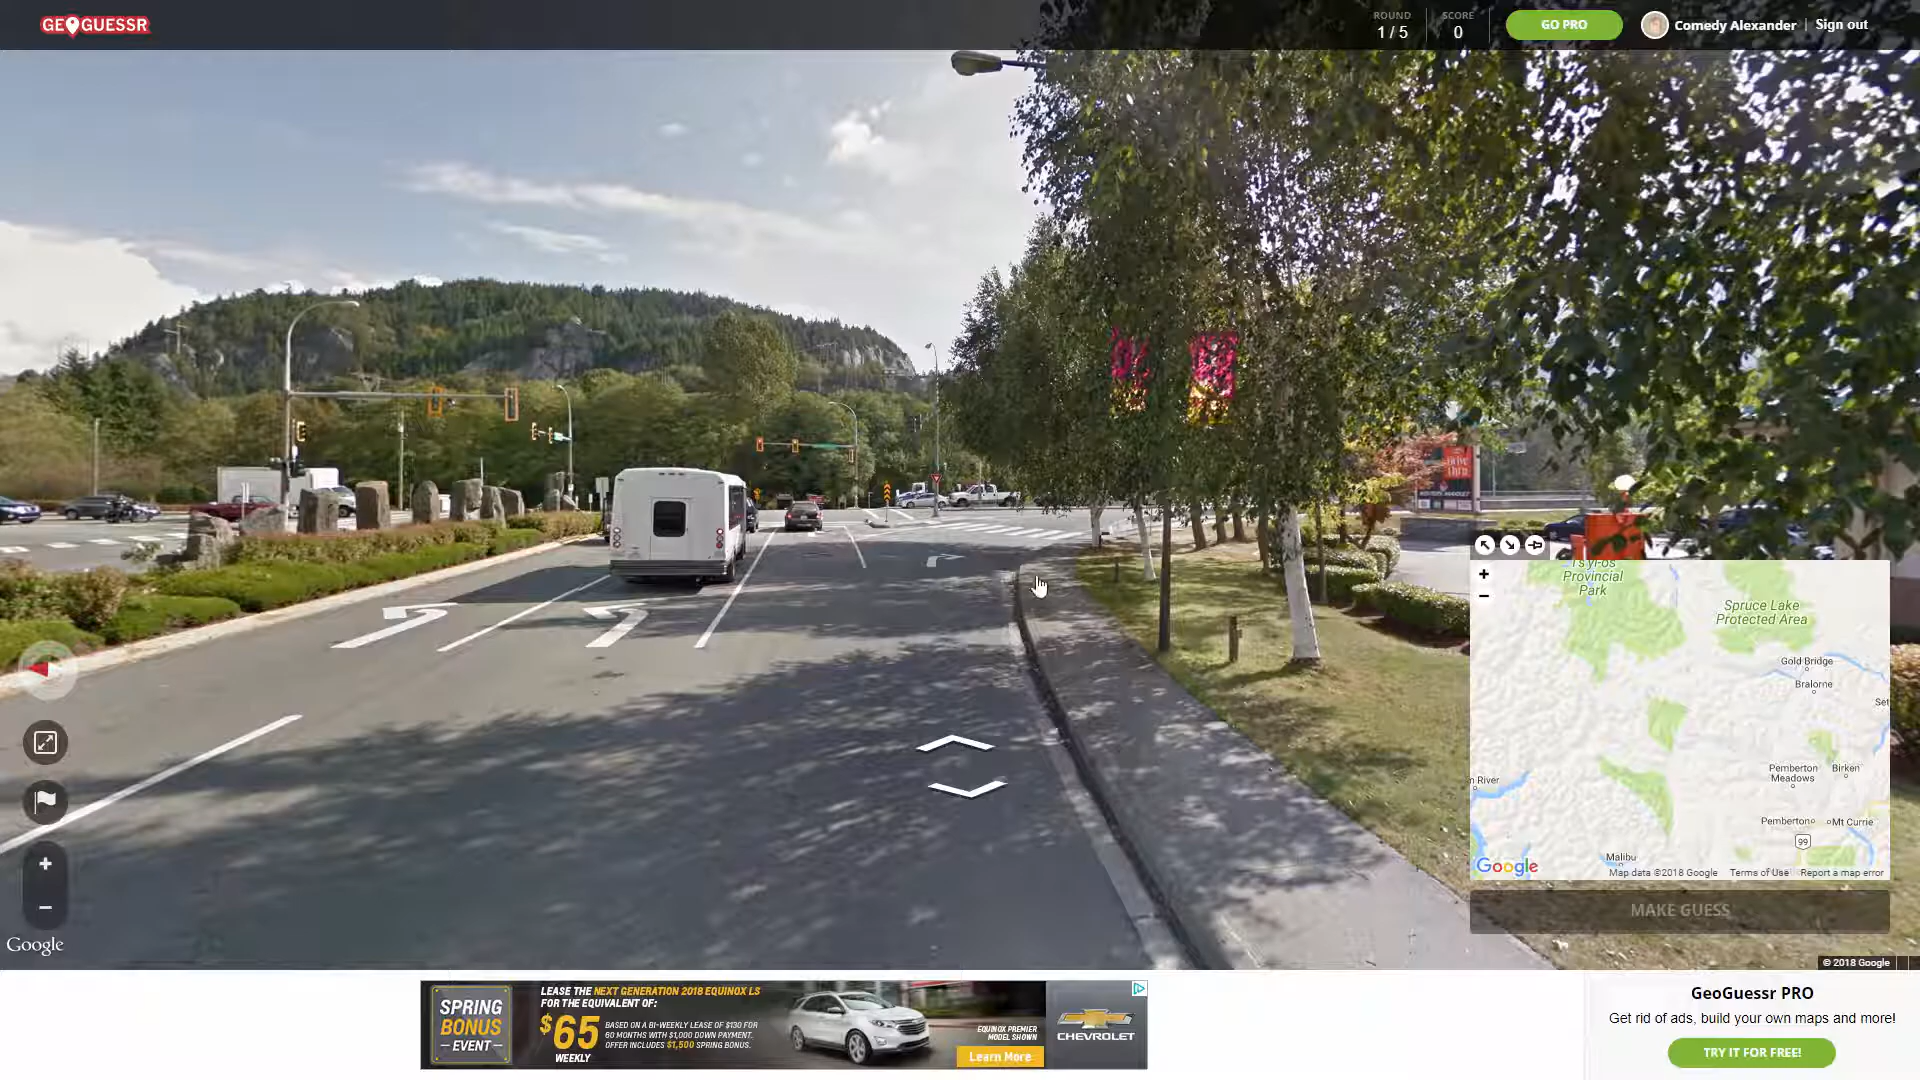 GEOGUESSR
ROUND
1 / 5
SCORE
0
GO PRO
Comedy Alexander
Sign out
Drive
Thru
+
−
Tsylos
Provincial
Park
Spruce Lake
Protected Area
Gold Bridge
Bralorne
Set
m River
Pemberton
Meadows
Birken
Pemberton
Mt Currie
99
Malibu
Google
Map data ©2018 Google
Terms of Use
Report a map error
MAKE GUESS
+
−
Google
© 2018 Google
SPRING
BONUS
— EVENT —
LEASE THE NEXT GENERATION 2018 EQUINOX LS
FOR THE EQUIVALENT OF:
$65
WEEKLY
BASED ON A BI-WEEKLY LEASE OF $130 FOR
60 MONTHS WITH $1,000 DOWN PAYMENT.
OFFER INCLUDES $1,500 SPRING BONUS.
EQUINOX PREMIER
MODEL SHOWN
Learn More
CHEVROLET
GeoGuessr PRO
Get rid of ads, build your own maps and more!
TRY IT FOR FREE!